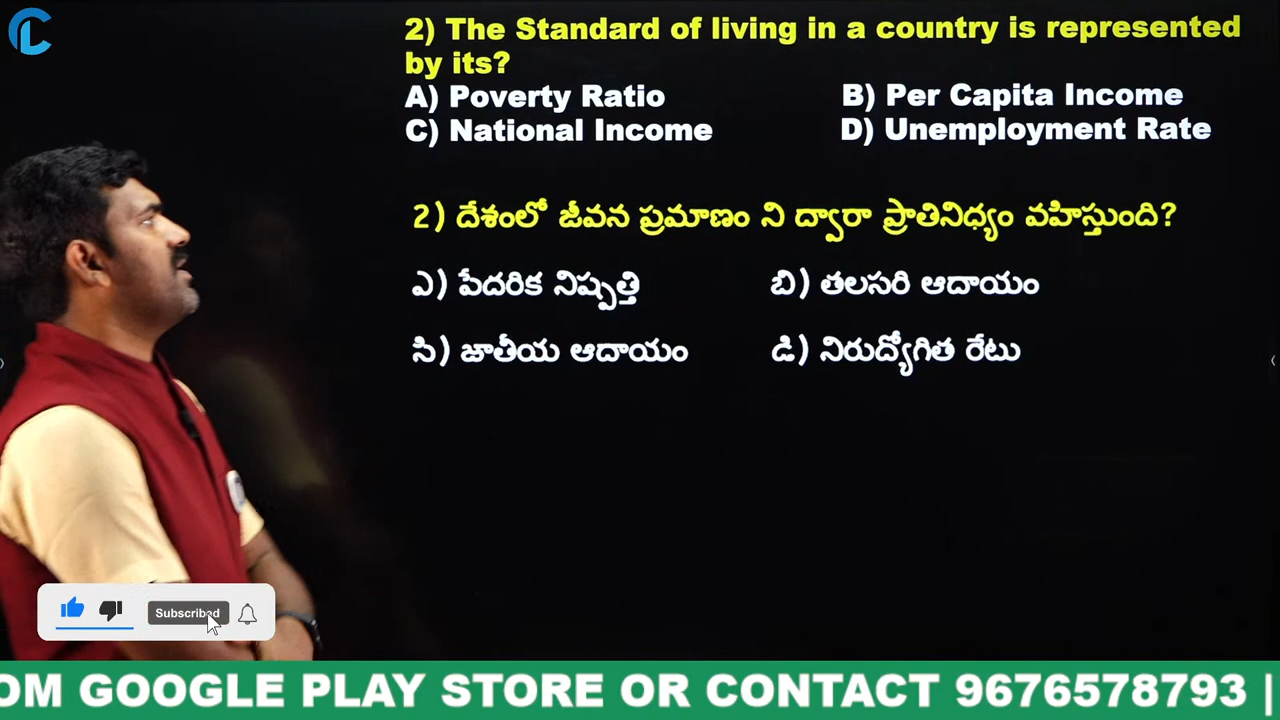 2) The Standard of living in a country is represented
by its?
A) Poverty Ratio B) Per Capita Income
C) National Income D) Unemployment Rate
2) దేశంలో జీవన ప్రమాణం ని ద్వారా ప్రాతినిధ్యం వహిస్తుంది?
ఎ) పేదరిక నిష్పత్తి బి) తలసరి ఆదాయం
సి) జాతీయ ఆదాయం డి) నిరుద్యోగిత రేటు
Subscribed
OM GOOGLE PLAY STORE OR CONTACT 9676578793 |